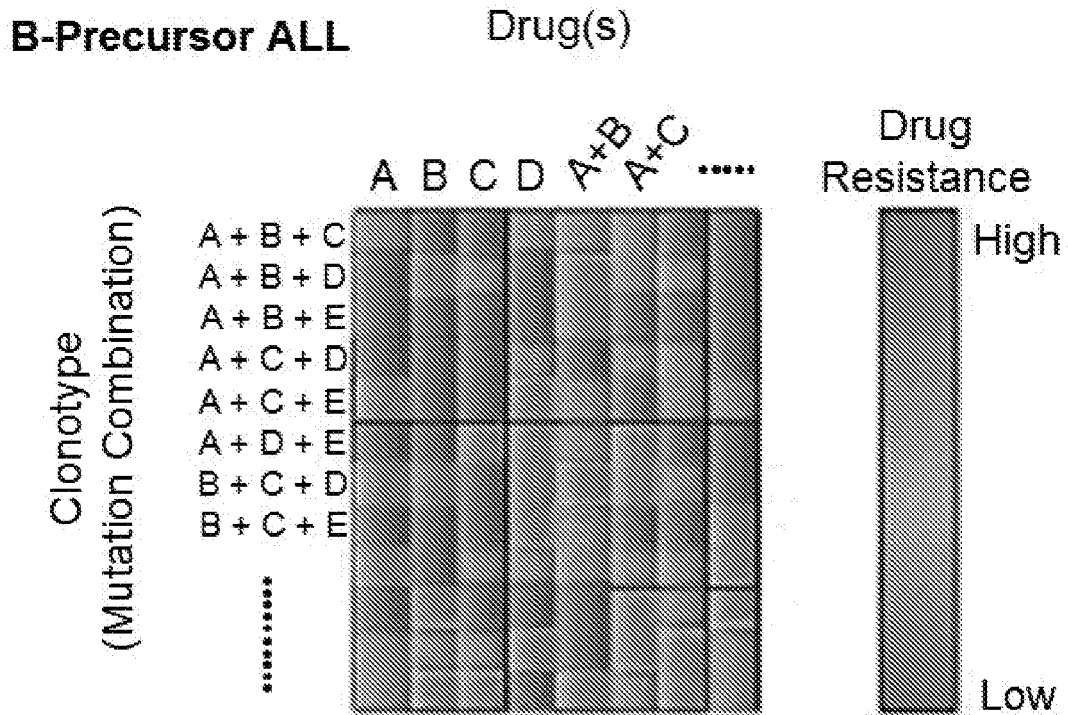 B-Precursor ALL
Drug(s)
A B C D A+B A+C ......
Drug
Resistance
High
Low
Clonotype
(Mutation Combination)
A + B + C
A + B + D
A + B + E
A + C + D
A + C + E
A + D + E
B + C + D
B + C + E